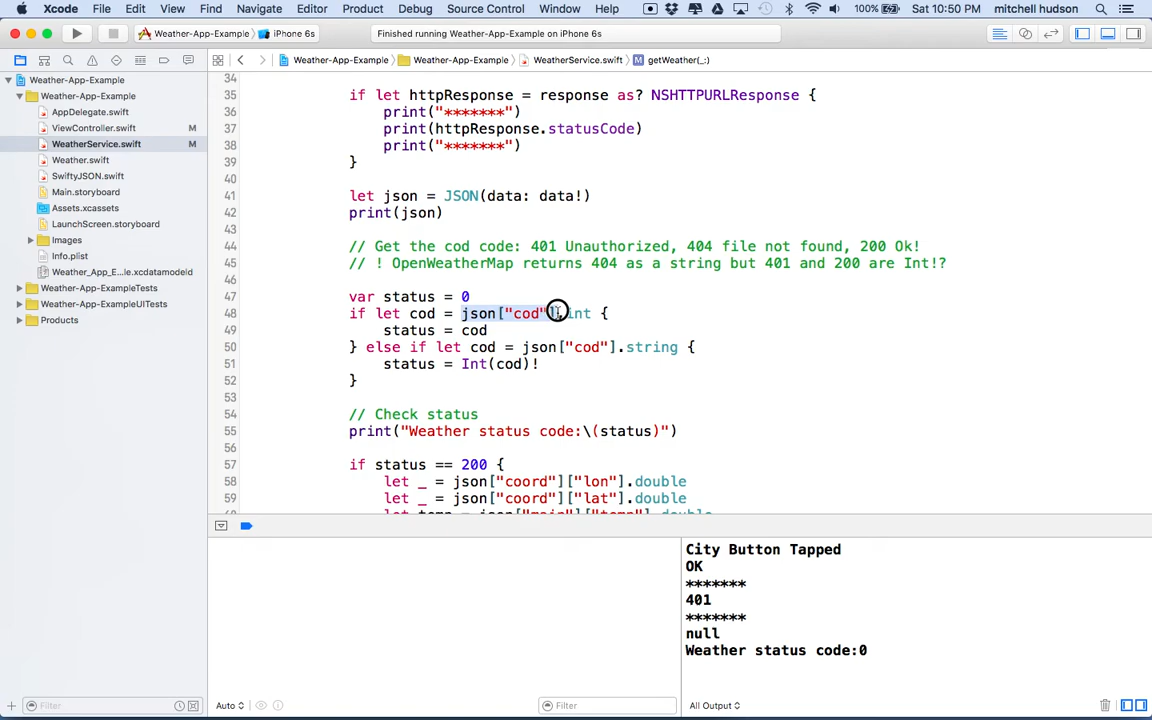 Xcode File Edit View Find Navigate Editor Product Debug Source Control Window Help 100% Sat 10:50 PM mitchell hudson
Weather-App-Example iPhone 6s Finished running Weather-App-Example on iPhone 6s
Weather-App-Example Weather-App-Example WeatherService.swift M getWeather(_:)
Weather-App-Example
Weather-App-Example
AppDelegate.swift
ViewController.swift M
WeatherService.swift M
Weather.swift
SwiftyJSON.swift
Main.storyboard
Assets.xcassets
LaunchScreen.storyboard
Images
Info.plist
Weather_App_E...le.xcdatamodeld
Weather-App-ExampleTests
Weather-App-ExampleUITests
Products
Filter
34
35 if let httpResponse = response as? NSHTTPURLResponse {
36 print("*******")
37 print(httpResponse.statusCode)
38 print("*******")
39 }
40
41 let json = JSON(data: data!)
42 print(json)
43
44 // Get the cod code: 401 Unauthorized, 404 file not found, 200 Ok!
45 // ! OpenWeatherMap returns 404 as a string but 401 and 200 are Int!?
46
47 var status = 0
48 if let cod = json["cod"].int {
49 status = cod
50 } else if let cod = json["cod"].string {
51 status = Int(cod)!
52 }
53
54 // Check status
55 print("Weather status code:\(status)")
56
57 if status == 200 {
58 let _ = json["coord"]["lon"].double
59 let _ = json["coord"]["lat"].double
let temp = json["main"]["temp"].double
City Button Tapped
OK
*******
401
*******
null
Weather status code:0
Auto Filter All Output